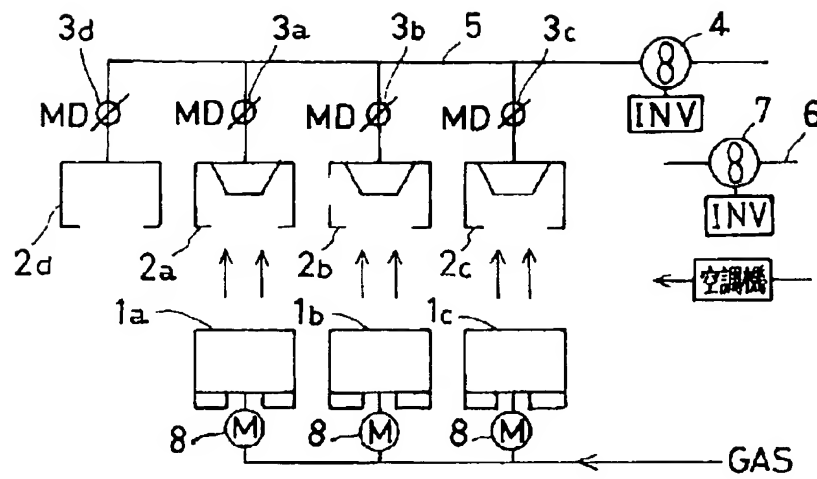 3d 3a 3b 5 3c 4
MD MD MD MD
INV
7 6
INV
2d 2a 2b 2c
空調機
1a 1b 1c
8 M 8 M 8 M
GAS